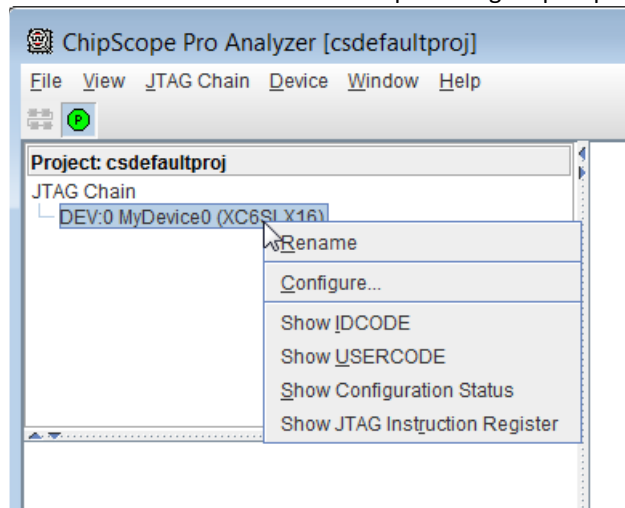 ChipScope Pro Analyzer [csdefaultproj]
File View JTAG Chain Device Window Help
P
Project: csdefaultproj
JTAG Chain
DEV:0 MyDevice0 (XC6SLX16)
Rename
Configure...
Show IDCODE
Show USERCODE
Show Configuration Status
Show JTAG Instruction Register